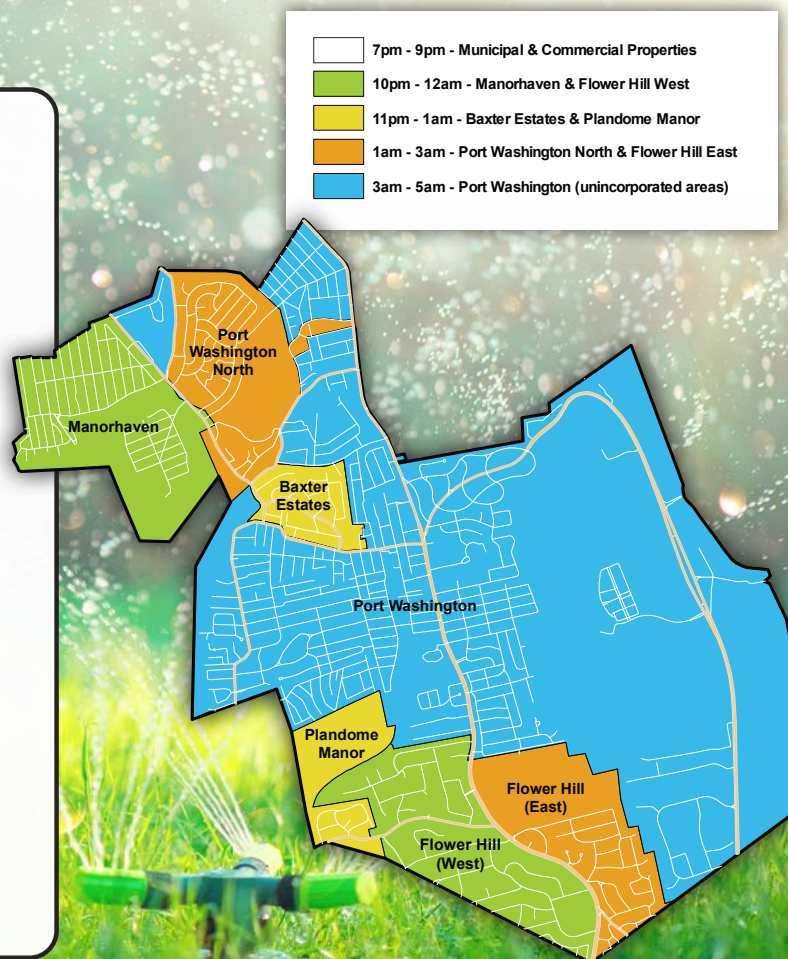 7pm - 9pm - Municipal & Commercial Properties
10pm - 12am - Manorhaven & Flower Hill West
11pm - 1am - Baxter Estates & Plandome Manor
1am - 3am - Port Washington North & Flower Hill East
3am - 5am - Port Washington (unincorporated areas)
Port
Washington
North
Manorhaven
Baxter
Estates
Port Washington
Plandome
Manor
Flower Hill
(East)
Flower Hill
(West)